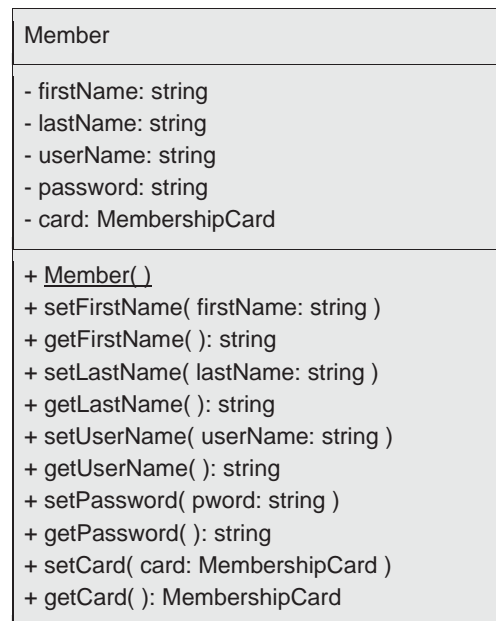 Member
- firstName: string
- lastName: string
- userName: string
- password: string
- card: MembershipCard
+ Member( )
+ setFirstName( firstName: string )
+ getFirstName( ): string
+ setLastName( lastName: string )
+ getLastName( ): string
+ setUserName( userName: string )
+ getUserName( ): string
+ setPassword( pword: string )
+ getPassword( ): string
+ setCard( card: MembershipCard )
+ getCard( ): MembershipCard